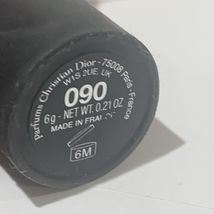 Parfums Christian Dior - 75008 Paris-France
W1S 2UE, UK
090
6g - NET WT. 0.21 OZ
MADE IN FRANCE
6M